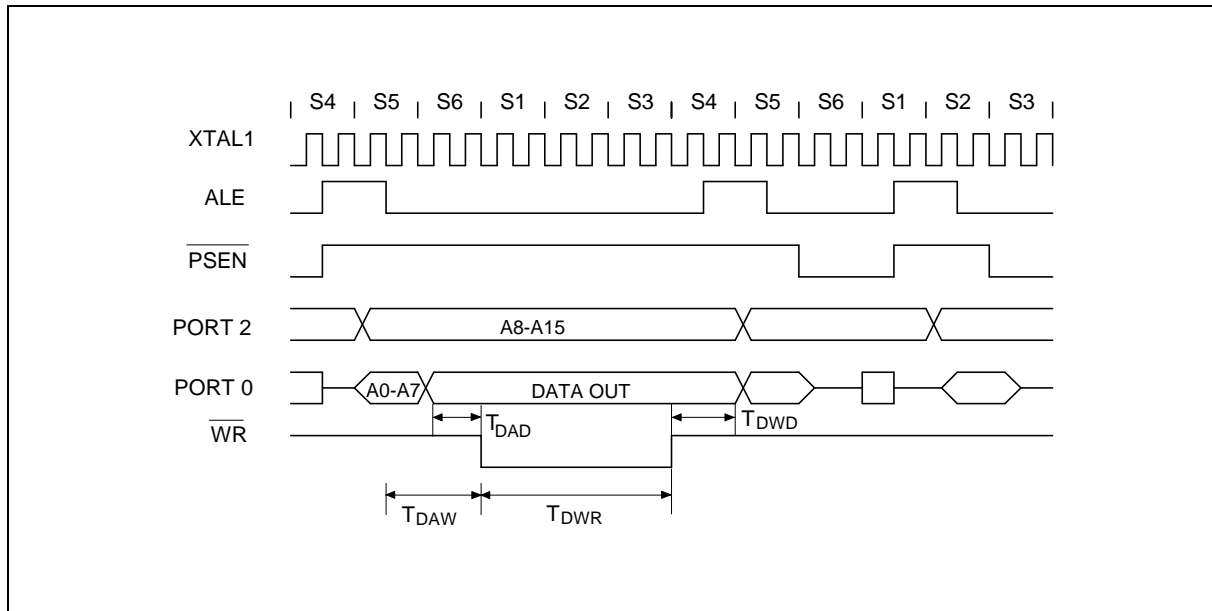 S4 S5 S6 S1 S2 S3 S4 S5 S6 S1 S2 S3
XTAL1
ALE
PSEN
PORT 2 A8-A15
PORT 0 A0-A7 DATA OUT
WR TDAD TDWD
TDAW TDWR